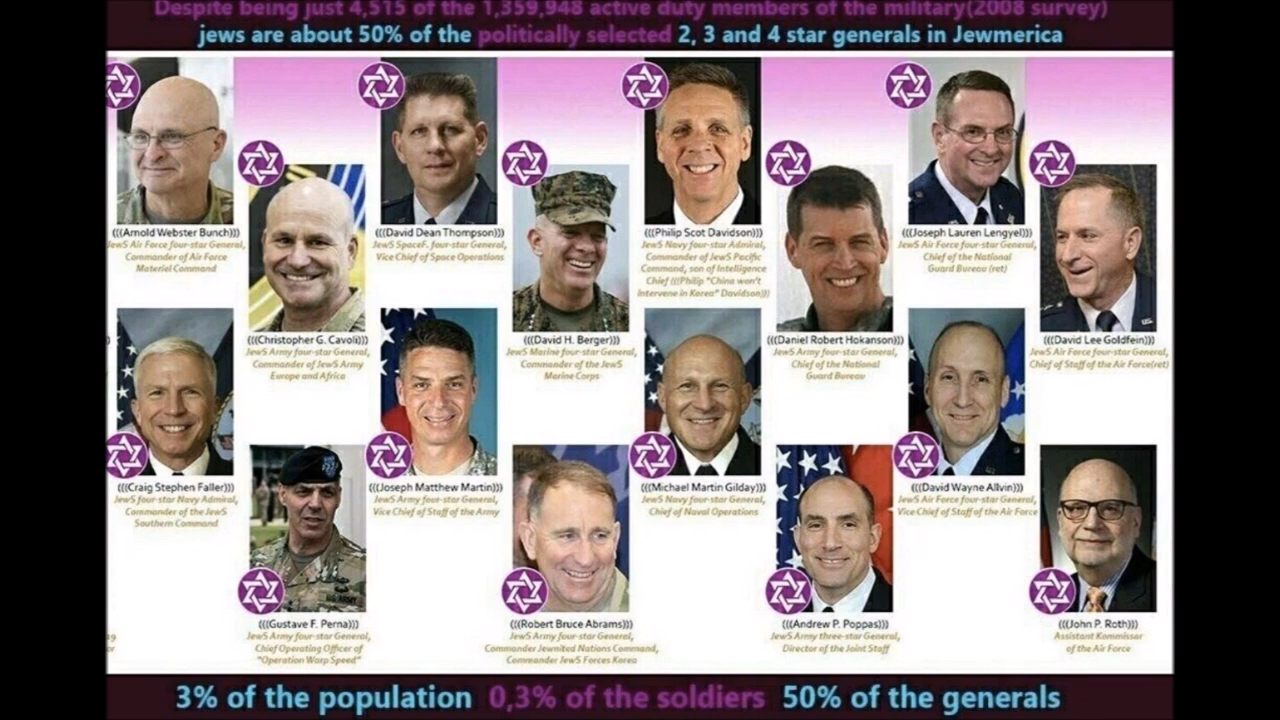 Despite being just 4,515 of the 1,359,948 active duty members of the military(2008 survey)
jews are about 50% of the politically selected 2, 3 and 4 star generals in Jewmerica
(((Arnold Webster Bunch)))
JewS Air Force four-star General,
Commander of Air Force
Materiel Command
(((David Dean Thompson)))
JewS SpaceF. four-star General,
Vice Chief of Space Operations
(((Philip Scot Davidson)))
JewS Navy four-star Admiral,
Commander of JewS Pacific
Command, son of Intelligence
Chief (((Philip "China won't
intervene in Korea" Davidson)))
(((Joseph Lauren Lengyel)))
JewS Air Force four-star General,
Chief of the National
Guard Bureau (ret)
(((Christopher G. Cavoli)))
JewS Army four-star General,
Commander of JewS Army
Europe and Africa
(((David H. Berger)))
JewS Marine four-star General,
Commander of the JewS
Marine Corps
(((Daniel Robert Hokanson)))
JewS Army four-star General,
Chief of the National
Guard Bureau
(((David Lee Goldfein)))
JewS Air Force four-star General,
Chief of Staff of the Air Force(ret)
(((Craig Stephen Faller)))
JewS four-star Navy Admiral,
Commander of the JewS
Southern Command
(((Joseph Matthew Martin)))
JewS Army four-star General,
Vice Chief of Staff of the Army
(((Michael Martin Gilday)))
JewS Navy four-star General,
Chief of Naval Operations
(((David Wayne Allvin)))
JewS Air Force four-star General,
Vice Chief of Staff of the Air Force
(((Gustave F. Perna)))
JewS Army four-star General,
Chief Operating Officer of
"Operation Warp Speed"
(((Robert Bruce Abrams)))
JewS Army four-star General,
Commander Jewnited Nations Command,
Commander JewS Forces Korea
(((Andrew P. Poppas)))
JewS Army three-star General,
Director of the Joint Staff
(((John P. Roth)))
Assistant Kommissor
of the Air Force
3% of the population 0,3% of the soldiers 50% of the generals